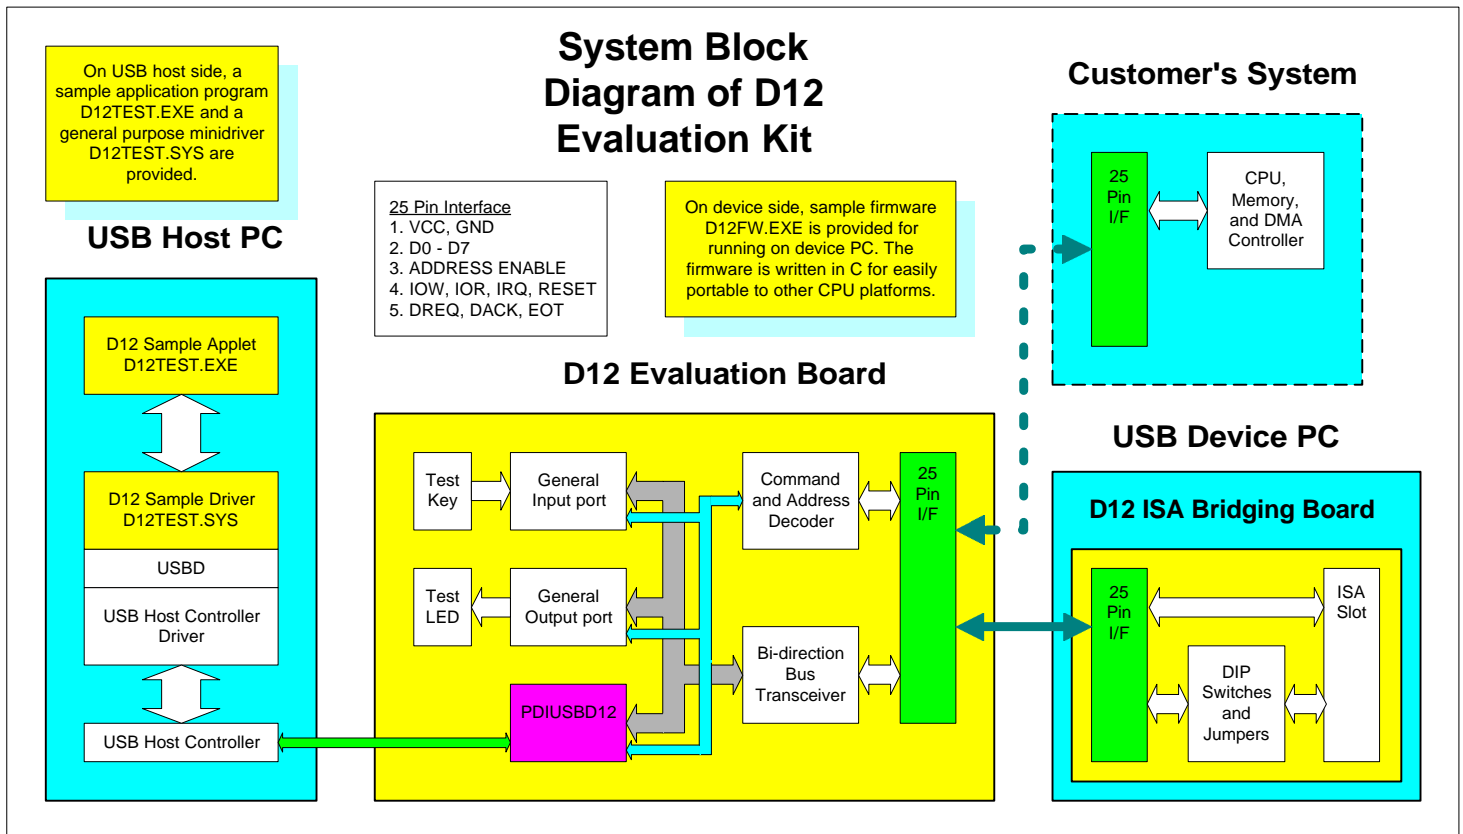 System Block
Diagram of D12
Evaluation Kit
On USB host side, a
sample application program
D12TEST.EXE and a
general purpose minidriver
D12TEST.SYS are
provided.
USB Host PC
D12 Sample Applet
D12TEST.EXE
D12 Sample Driver
D12TEST.SYS
USBD
USB Host Controller
Driver
USB Host Controller
25 Pin Interface
1. VCC, GND
2. D0 - D7
3. ADDRESS ENABLE
4. IOW, IOR, IRQ, RESET
5. DREQ, DACK, EOT
On device side, sample firmware
D12FW.EXE is provided for
running on device PC. The
firmware is written in C for easily
portable to other CPU platforms.
D12 Evaluation Board
Test
Key
General
Input port
Command
and Address
Decoder
25
Pin
I/F
Test
LED
General
Output port
Bi-direction
Bus
Transceiver
PDIUSBD12
Customer's System
25
Pin
I/F
CPU,
Memory,
and DMA
Controller
USB Device PC
D12 ISA Bridging Board
25
Pin
I/F
ISA
Slot
DIP
Switches
and
Jumpers